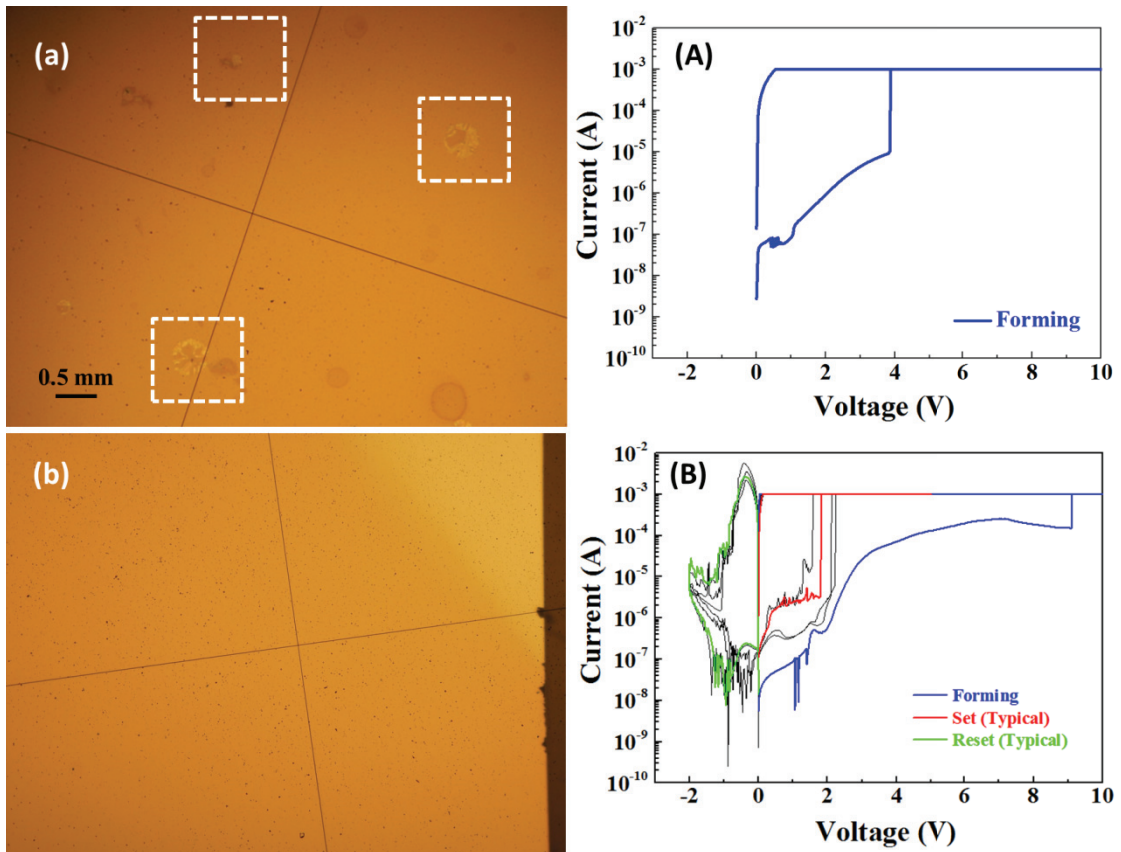 (a)
0.5 mm
(A)
Current (A)
10⁻²
10⁻³
10⁻⁴
10⁻⁵
10⁻⁶
10⁻⁷
10⁻⁸
10⁻⁹
10⁻¹⁰
Forming
-2 0 2 4 6 8 10
Voltage (V)
(b)
(B)
Current (A)
10⁻²
10⁻³
10⁻⁴
10⁻⁵
10⁻⁶
10⁻⁷
10⁻⁸
10⁻⁹
10⁻¹⁰
Forming
Set (Typical)
Reset (Typical)
-2 0 2 4 6 8 10
Voltage (V)